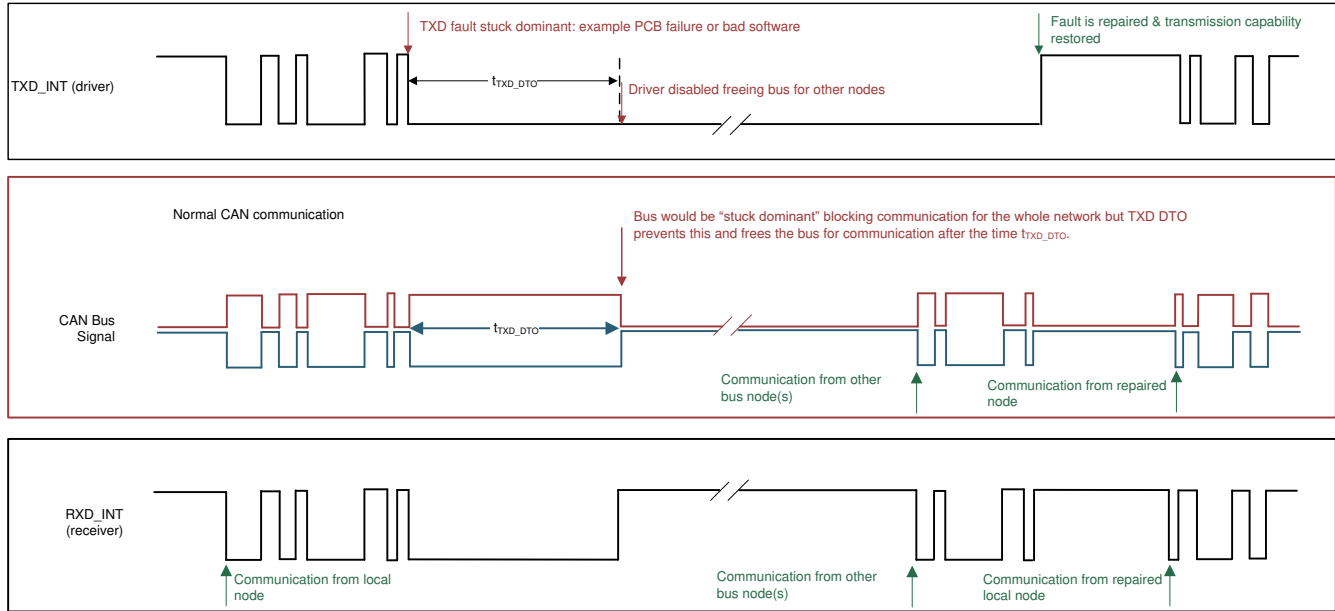 TXD fault stuck dominant: example PCB failure or bad software
Fault is repaired & transmission capability
restored
TXD_INT (driver)
tTXD_DTO
Driver disabled freeing bus for other nodes
Normal CAN communication
Bus would be “stuck dominant” blocking communication for the whole network but TXD DTO
prevents this and frees the bus for communication after the time tTXD_DTO.
CAN Bus
Signal
tTXD_DTO
Communication from other
bus node(s)
Communication from repaired
node
RXD_INT
(receiver)
Communication from local
node
Communication from other
bus node(s)
Communication from repaired
local node